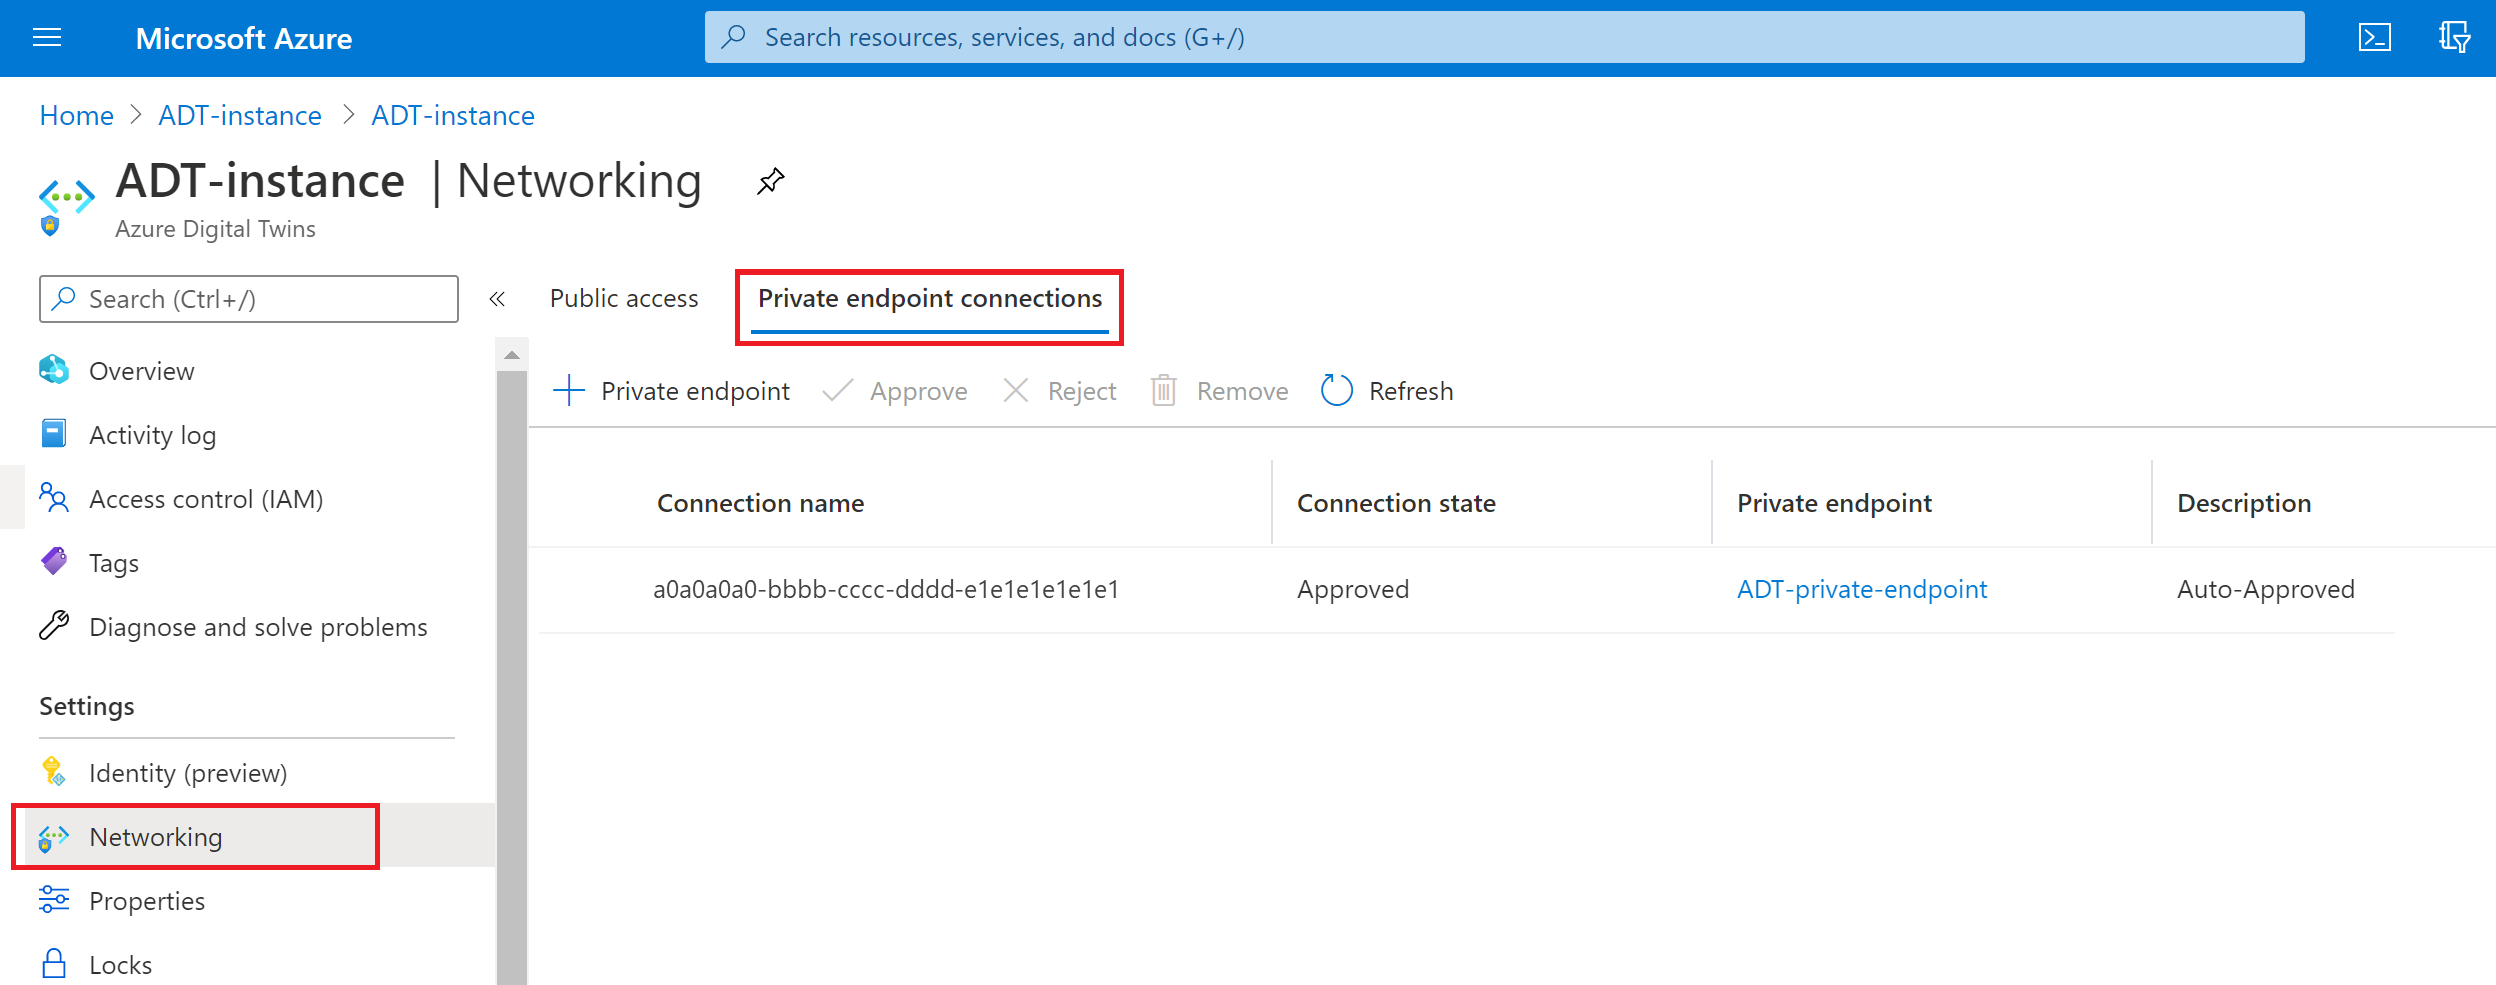 Microsoft Azure
Search resources, services, and docs (G+/)
Home > ADT-instance > ADT-instance
ADT-instance | Networking
Azure Digital Twins
Search (Ctrl+/)
«
Overview
Activity log
Access control (IAM)
Tags
Diagnose and solve problems
Settings
Identity (preview)
Networking
Properties
Locks
Public access Private endpoint connections
Private endpoint Approve Reject Remove Refresh
Connection name Connection state Private endpoint Description
a0a0a0a0-bbbb-cccc-dddd-e1e1e1e1e1e1 Approved ADT-private-endpoint Auto-Approved